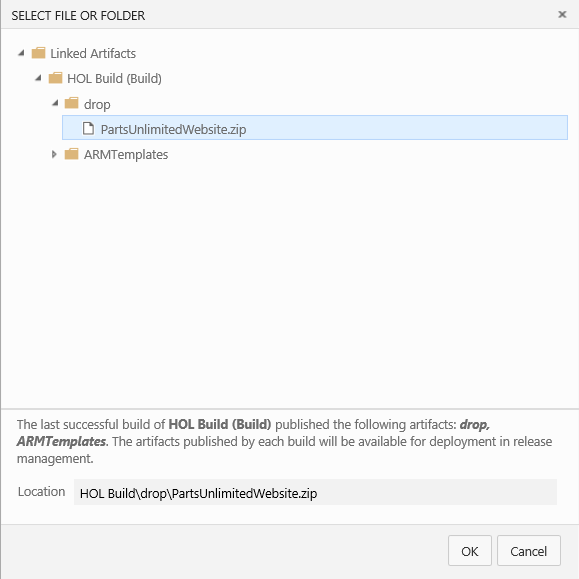 SELECT FILE OR FOLDER
Linked Artifacts
HOL Build (Build)
drop
PartsUnlimitedWebsite.zip
ARMTemplates
The last successful build of HOL Build (Build) published the following artifacts: drop,
ARMTemplates. The artifacts published by each build will be available for deployment in release
management.
Location HOL Build\drop\PartsUnlimitedWebsite.zip
OK Cancel